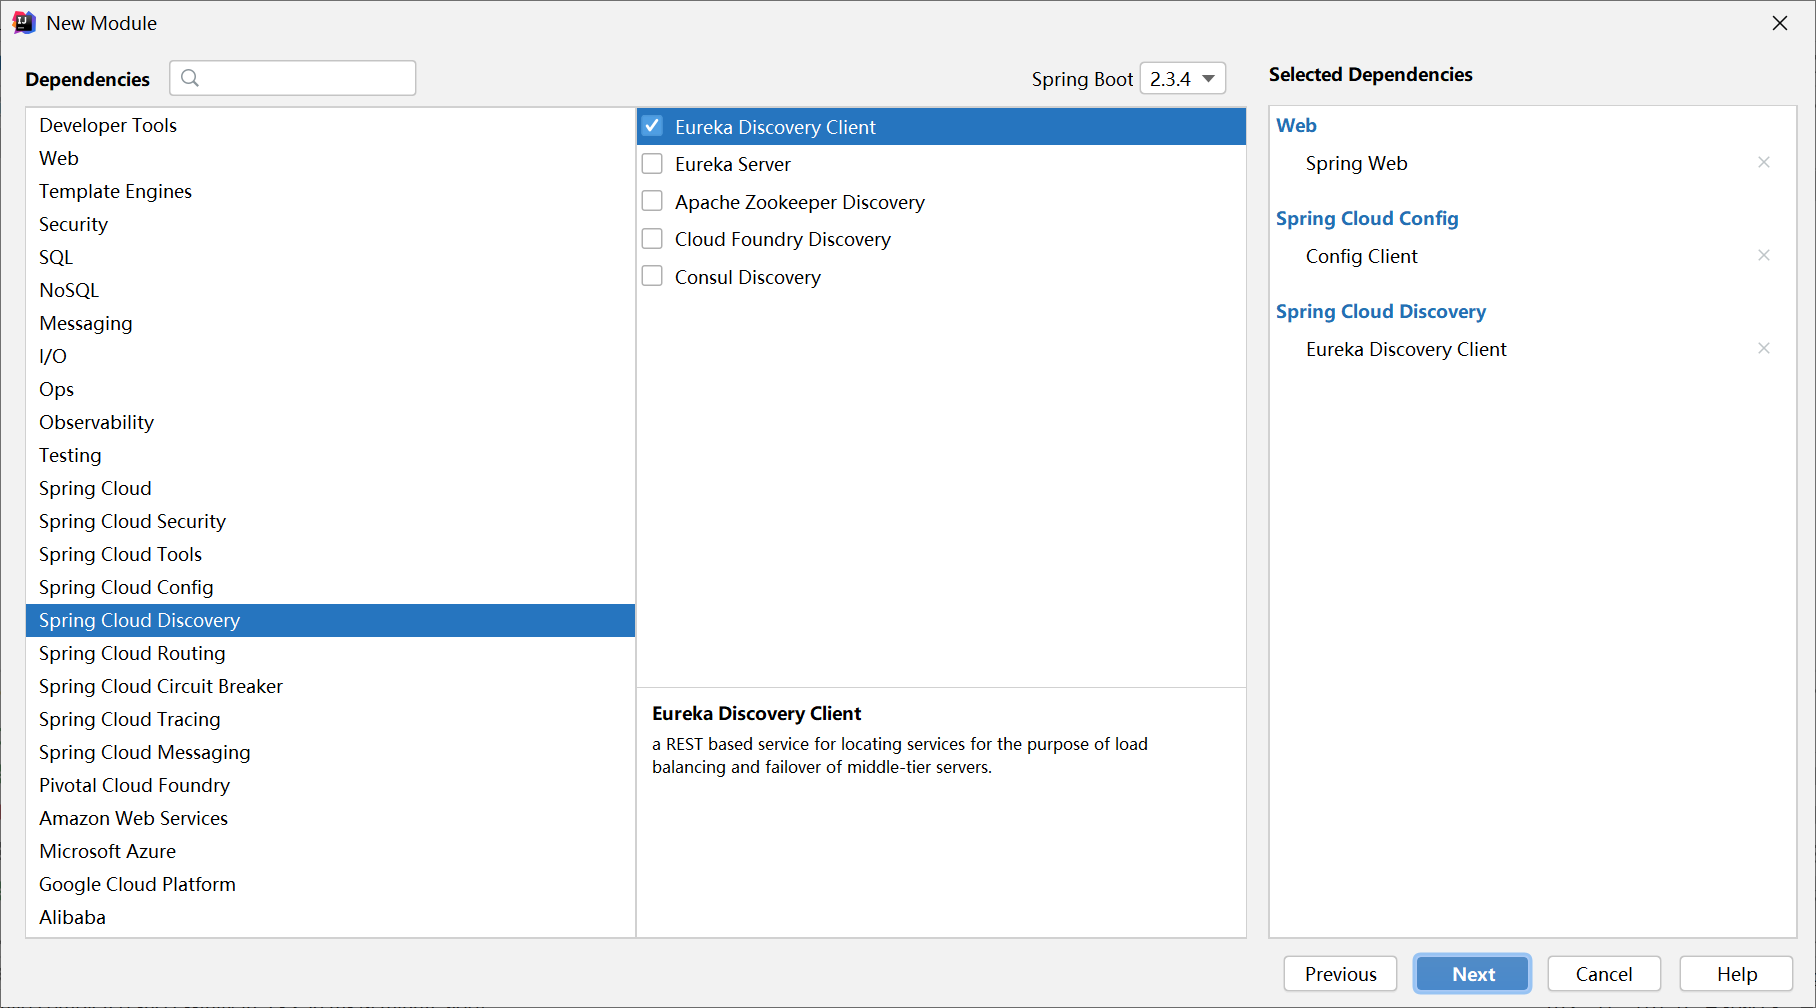 New Module
Dependencies
Spring Boot 2.3.4
Selected Dependencies
Developer Tools
Web
Template Engines
Security
SQL
NoSQL
Messaging
I/O
Ops
Observability
Testing
Spring Cloud
Spring Cloud Security
Spring Cloud Tools
Spring Cloud Config
Spring Cloud Discovery
Spring Cloud Routing
Spring Cloud Circuit Breaker
Spring Cloud Tracing
Spring Cloud Messaging
Pivotal Cloud Foundry
Amazon Web Services
Microsoft Azure
Google Cloud Platform
Alibaba
Eureka Discovery Client
Eureka Server
Apache Zookeeper Discovery
Cloud Foundry Discovery
Consul Discovery
Eureka Discovery Client
a REST based service for locating services for the purpose of load
balancing and failover of middle-tier servers.
Web
Spring Web
Spring Cloud Config
Config Client
Spring Cloud Discovery
Eureka Discovery Client
Previous
Next
Cancel
Help